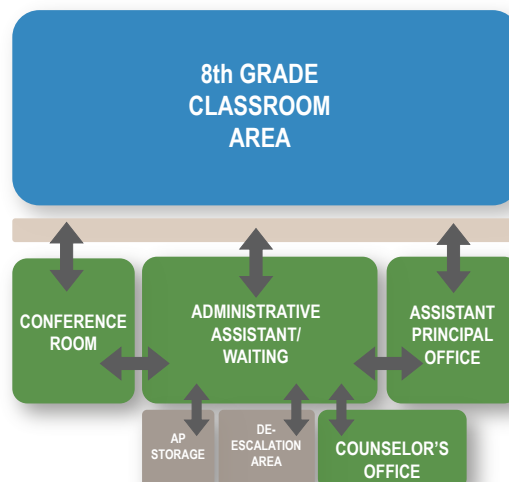 8th GRADE
CLASSROOM
AREA
CONFERENCE
ROOM
ADMINISTRATIVE
ASSISTANT/
WAITING
ASSISTANT
PRINCIPAL
OFFICE
AP
STORAGE
DE-
ESCALATION
AREA
COUNSELOR'S
OFFICE